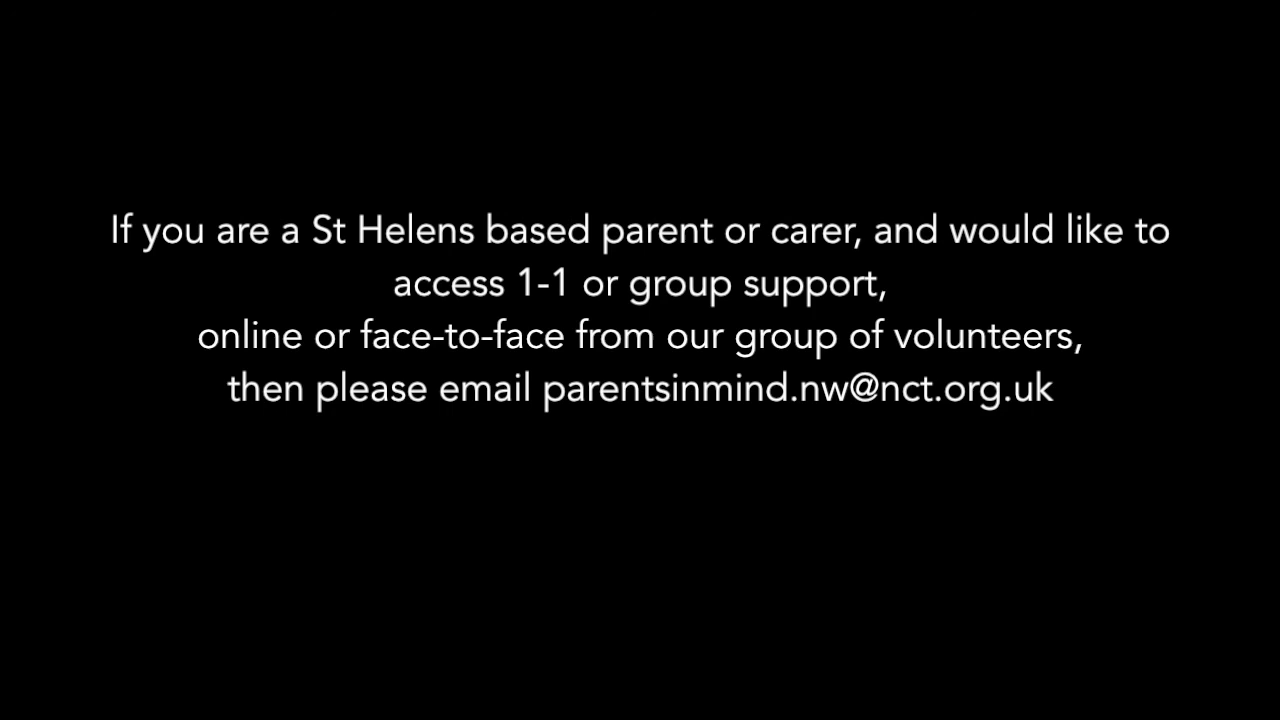 If you are a St Helens based parent or carer, and would like to
access 1-1 or group support,
online or face-to-face from our group of volunteers,
then please email parentsinmind.nw@nct.org.uk